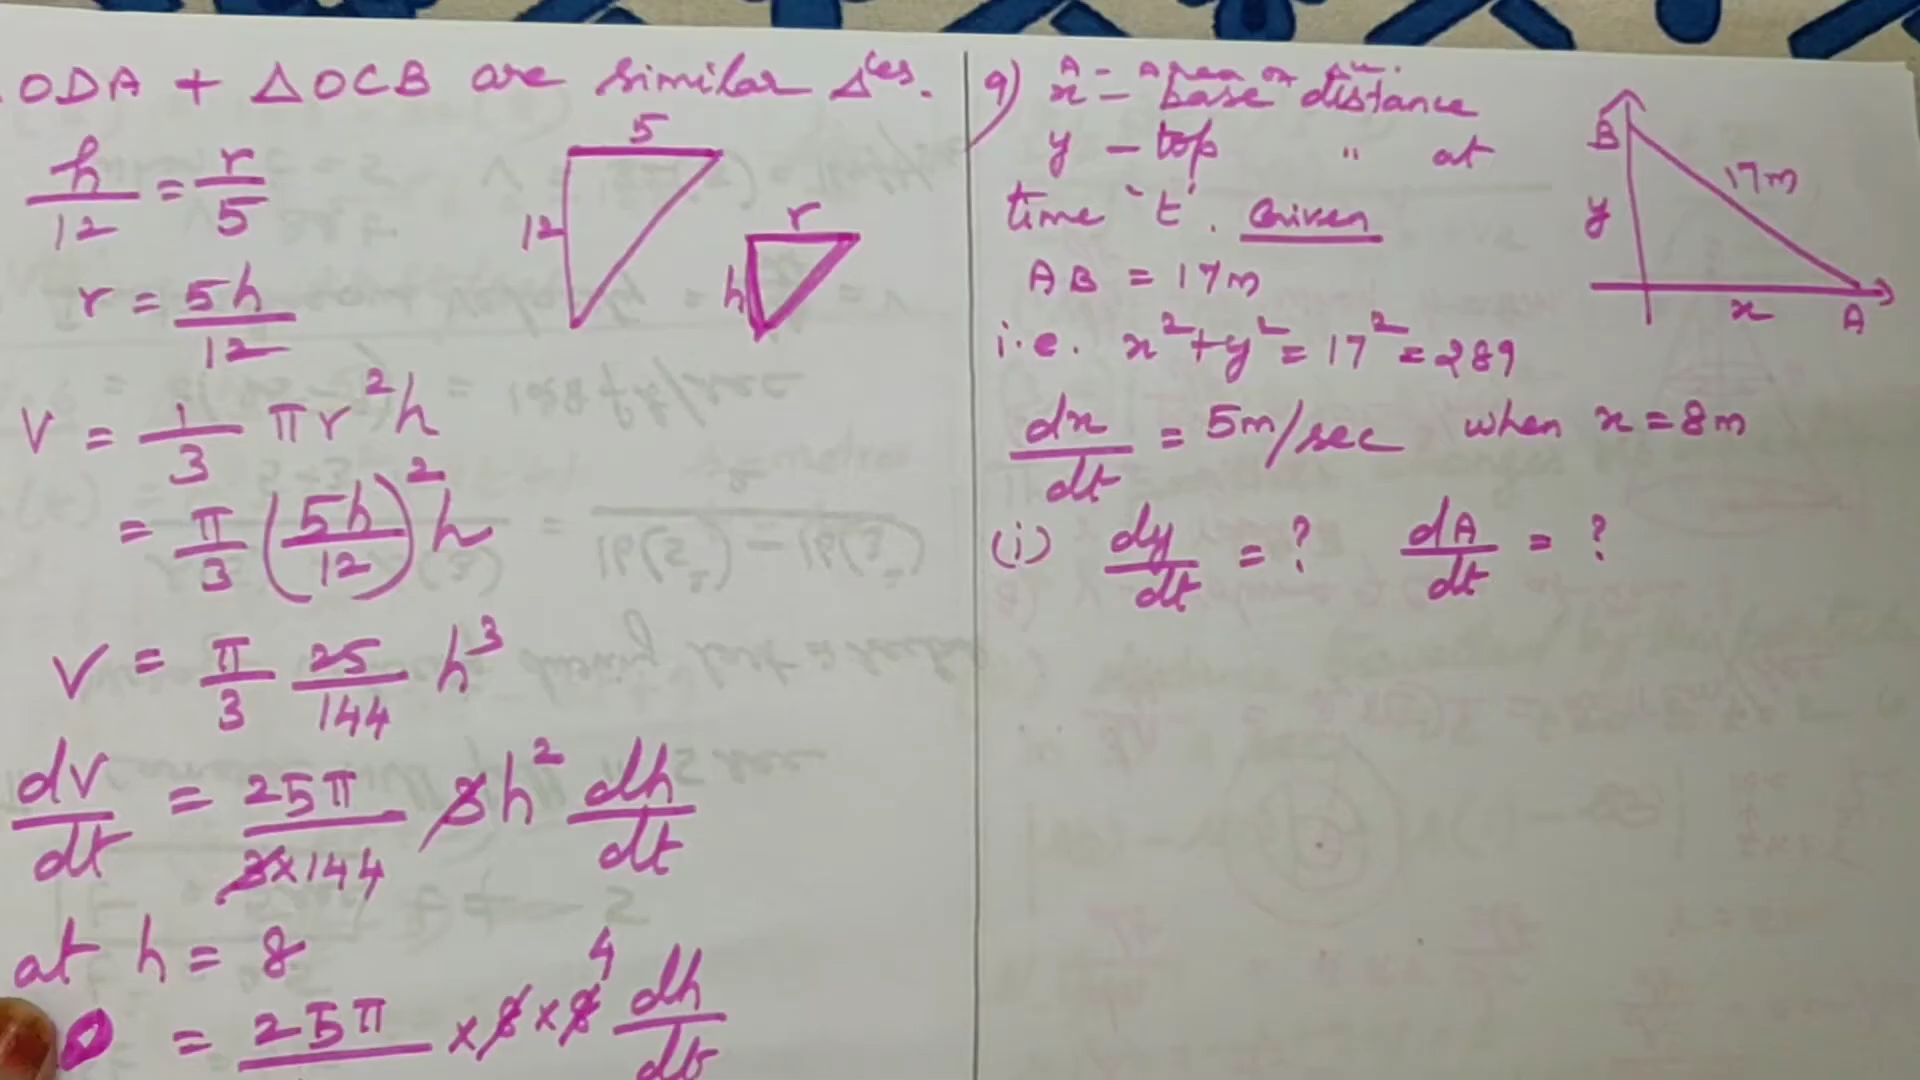 ODA + △OCB are similar △les.
5
12
r
h
h/12 = r/5
r = 5h/12
V = 1/3 πr²h
= π/3 (5h/12)² h
V = π/3 25/144 h³
dV/dt = 25π/3×144 3h² dh/dt
at h = 8
= 25π × 8 × 8 4 dh/dt
9) A - Area of
x - base distance
y - top " at
time 't'. Given
AB = 17m
i.e. x² + y² = 17² = 289
dx/dt = 5m/sec when x = 8m
(i) dy/dt = ? dA/dt = ?
B
17m
y
x
A